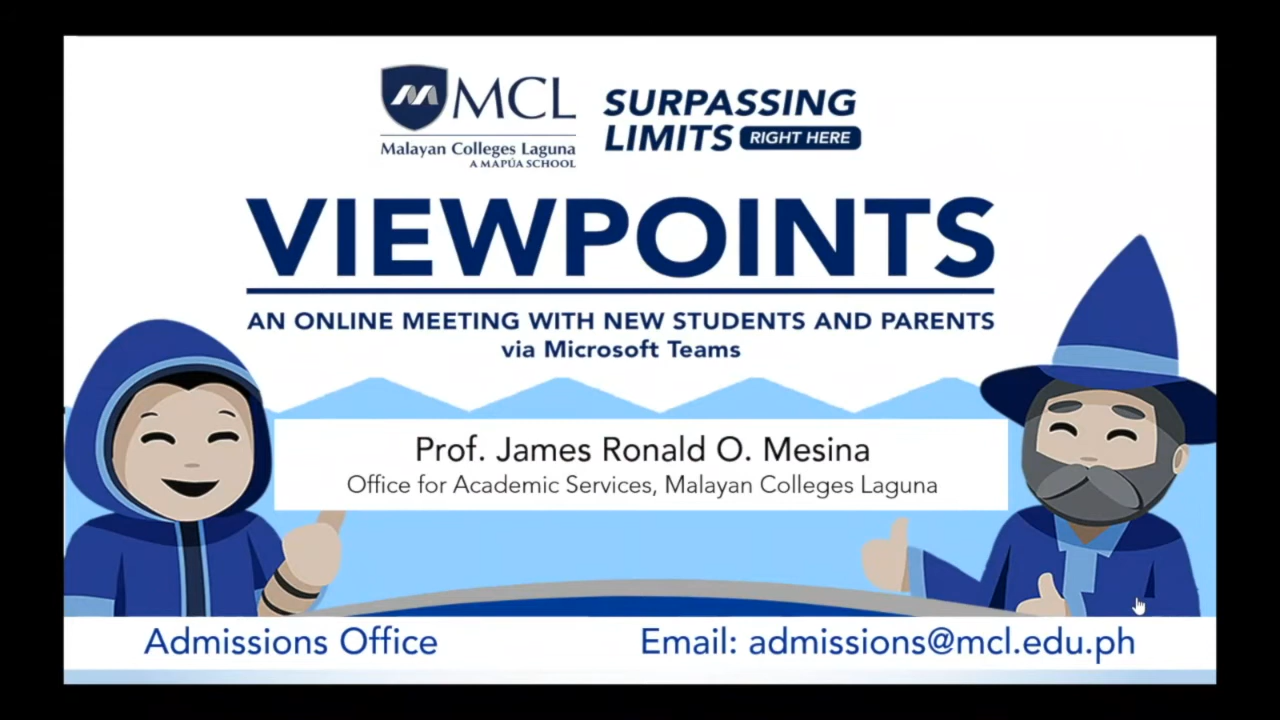 MCL
Malayan Colleges Laguna
A MAPÚA SCHOOL
SURPASSING
LIMITS RIGHT HERE
VIEWPOINTS
AN ONLINE MEETING WITH NEW STUDENTS AND PARENTS
via Microsoft Teams
Prof. James Ronald O. Mesina
Office for Academic Services, Malayan Colleges Laguna
Admissions Office
Email: admissions@mcl.edu.ph